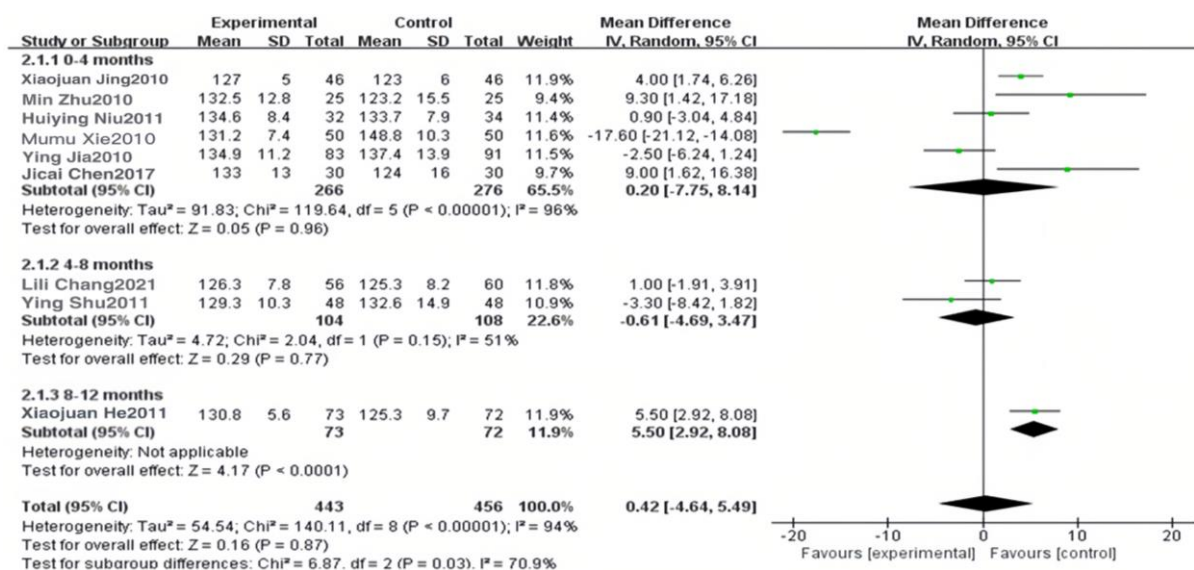 Experimental Control Mean Difference Mean Difference
Study or Subgroup Mean SD Total Mean SD Total Weight IV, Random, 95% CI IV, Random, 95% CI
2.1.1 0-4 months
Xiaojuan Jing2010 127 5 46 123 6 46 11.9% 4.00 [1.74, 6.26]
Min Zhu2010 132.5 12.8 25 123.2 15.5 25 9.4% 9.30 [1.42, 17.18]
Huiying Niu2011 134.6 8.4 32 133.7 7.9 34 11.4% 0.90 [-3.04, 4.84]
Mumu Xie2010 131.2 7.4 50 148.8 10.3 50 11.6% -17.60 [-21.12, -14.08]
Ying Jia2010 134.9 11.2 83 137.4 13.9 91 11.5% -2.50 [-6.24, 1.24]
Jicai Chen2017 133 13 30 124 16 30 9.7% 9.00 [1.62, 16.38]
Subtotal (95% CI) 266 276 65.5% 0.20 [-7.75, 8.14]
Heterogeneity: Tau² = 91.83; Chi² = 119.64, df = 5 (P < 0.00001); I² = 96%
Test for overall effect: Z = 0.05 (P = 0.96)
2.1.2 4-8 months
Lili Chang2021 126.3 7.8 56 125.3 8.2 60 11.8% 1.00 [-1.91, 3.91]
Ying Shu2011 129.3 10.3 48 132.6 14.9 48 10.9% -3.30 [-8.42, 1.82]
Subtotal (95% CI) 104 108 22.6% -0.61 [-4.69, 3.47]
Heterogeneity: Tau² = 4.72; Chi² = 2.04, df = 1 (P = 0.15); I² = 51%
Test for overall effect: Z = 0.29 (P = 0.77)
2.1.3 8-12 months
Xiaojuan He2011 130.8 5.6 73 125.3 9.7 72 11.9% 5.50 [2.92, 8.08]
Subtotal (95% CI) 73 72 11.9% 5.50 [2.92, 8.08]
Heterogeneity: Not applicable
Test for overall effect: Z = 4.17 (P < 0.0001)
Total (95% CI) 443 456 100.0% 0.42 [-4.64, 5.49]
Heterogeneity: Tau² = 54.54; Chi² = 140.11, df = 8 (P < 0.00001); I² = 94%
Test for overall effect: Z = 0.16 (P = 0.87)
Test for subgroup differences: Chi² = 6.87, df = 2 (P = 0.03), I² = 70.9%
-20 -10 0 10 20
Favours [experimental] Favours [control]